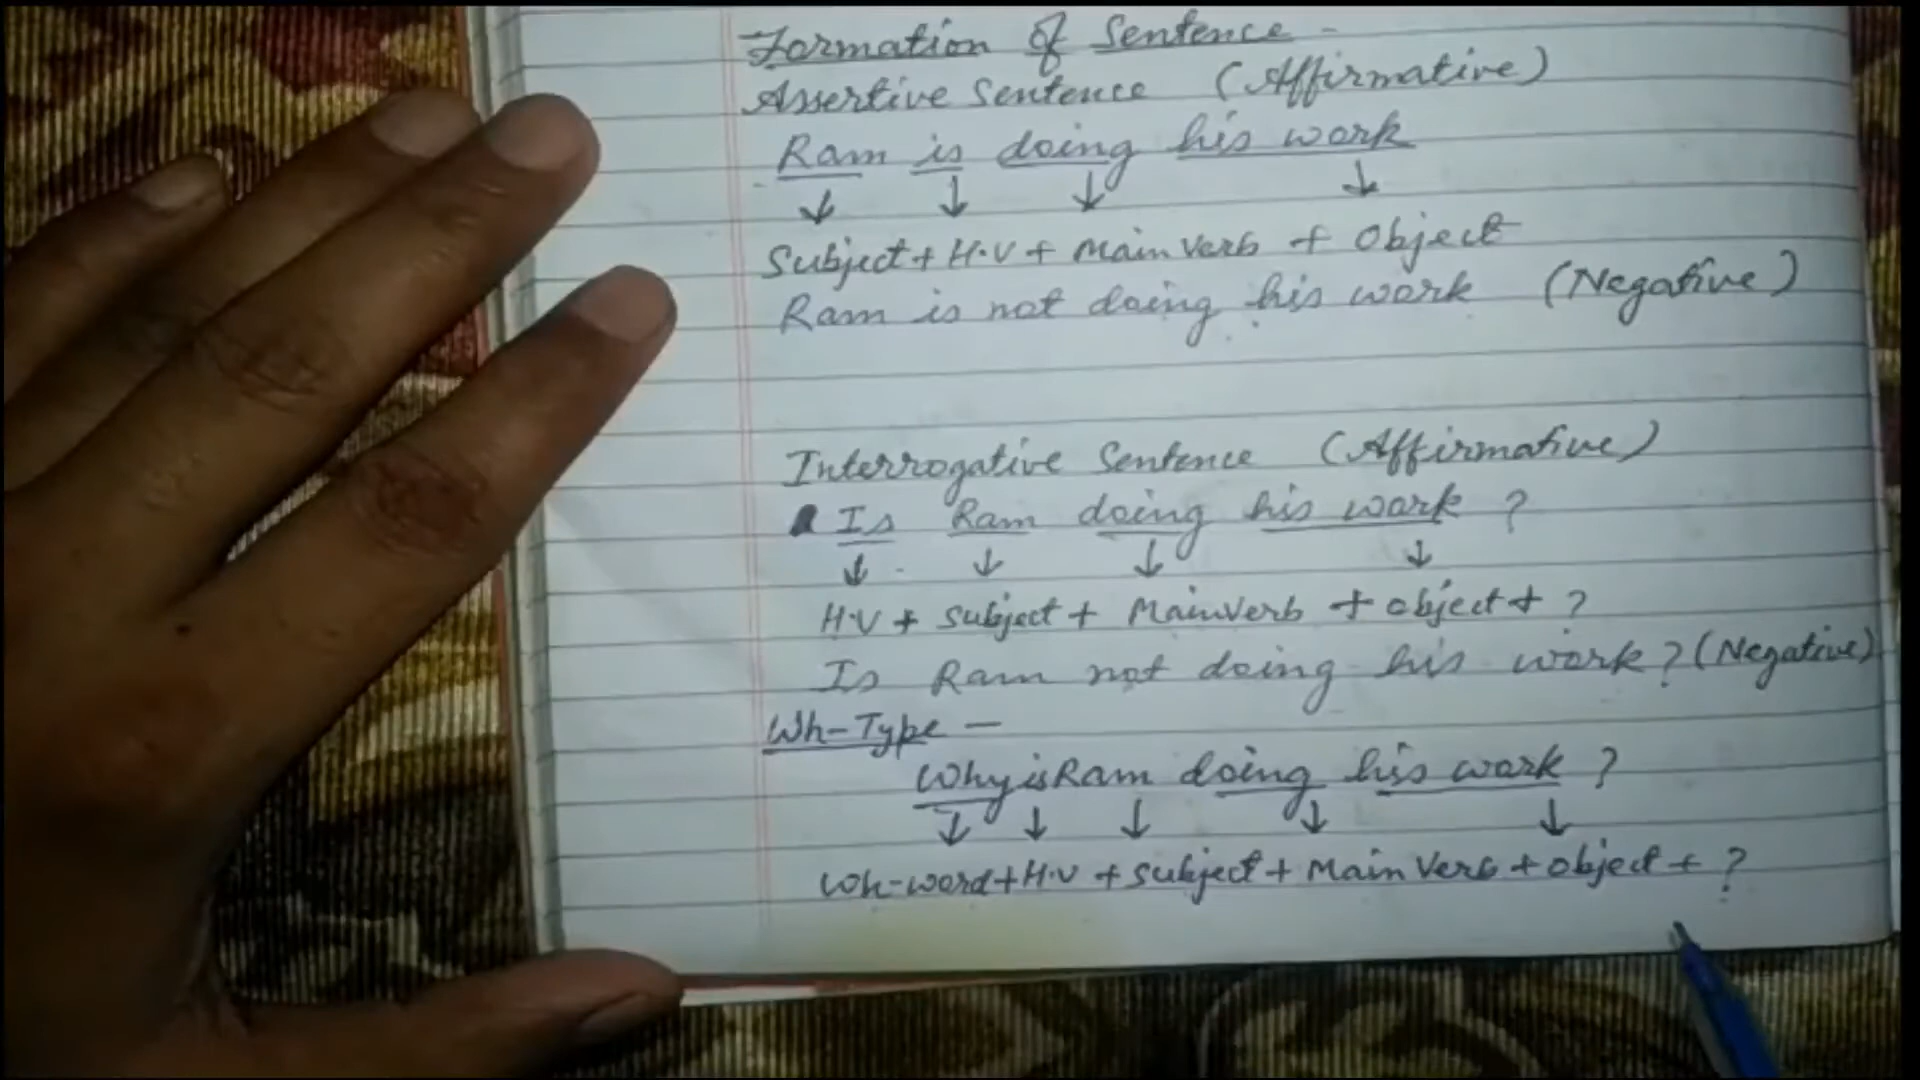 Formation of Sentence -
Assertive Sentence (Affirmative)
Ram is doing his work
Subject + H.V + Main Verb + Object
Ram is not doing his work (Negative)
Interrogative Sentence (Affirmative)
Is Ram doing his work ?
H.V + Subject + Main Verb + object + ?
Is Ram not doing his work ? (Negative)
Wh-Type -
Why is Ram doing his work ?
Wh-word + H.V + Subject + Main Verb + object + ?